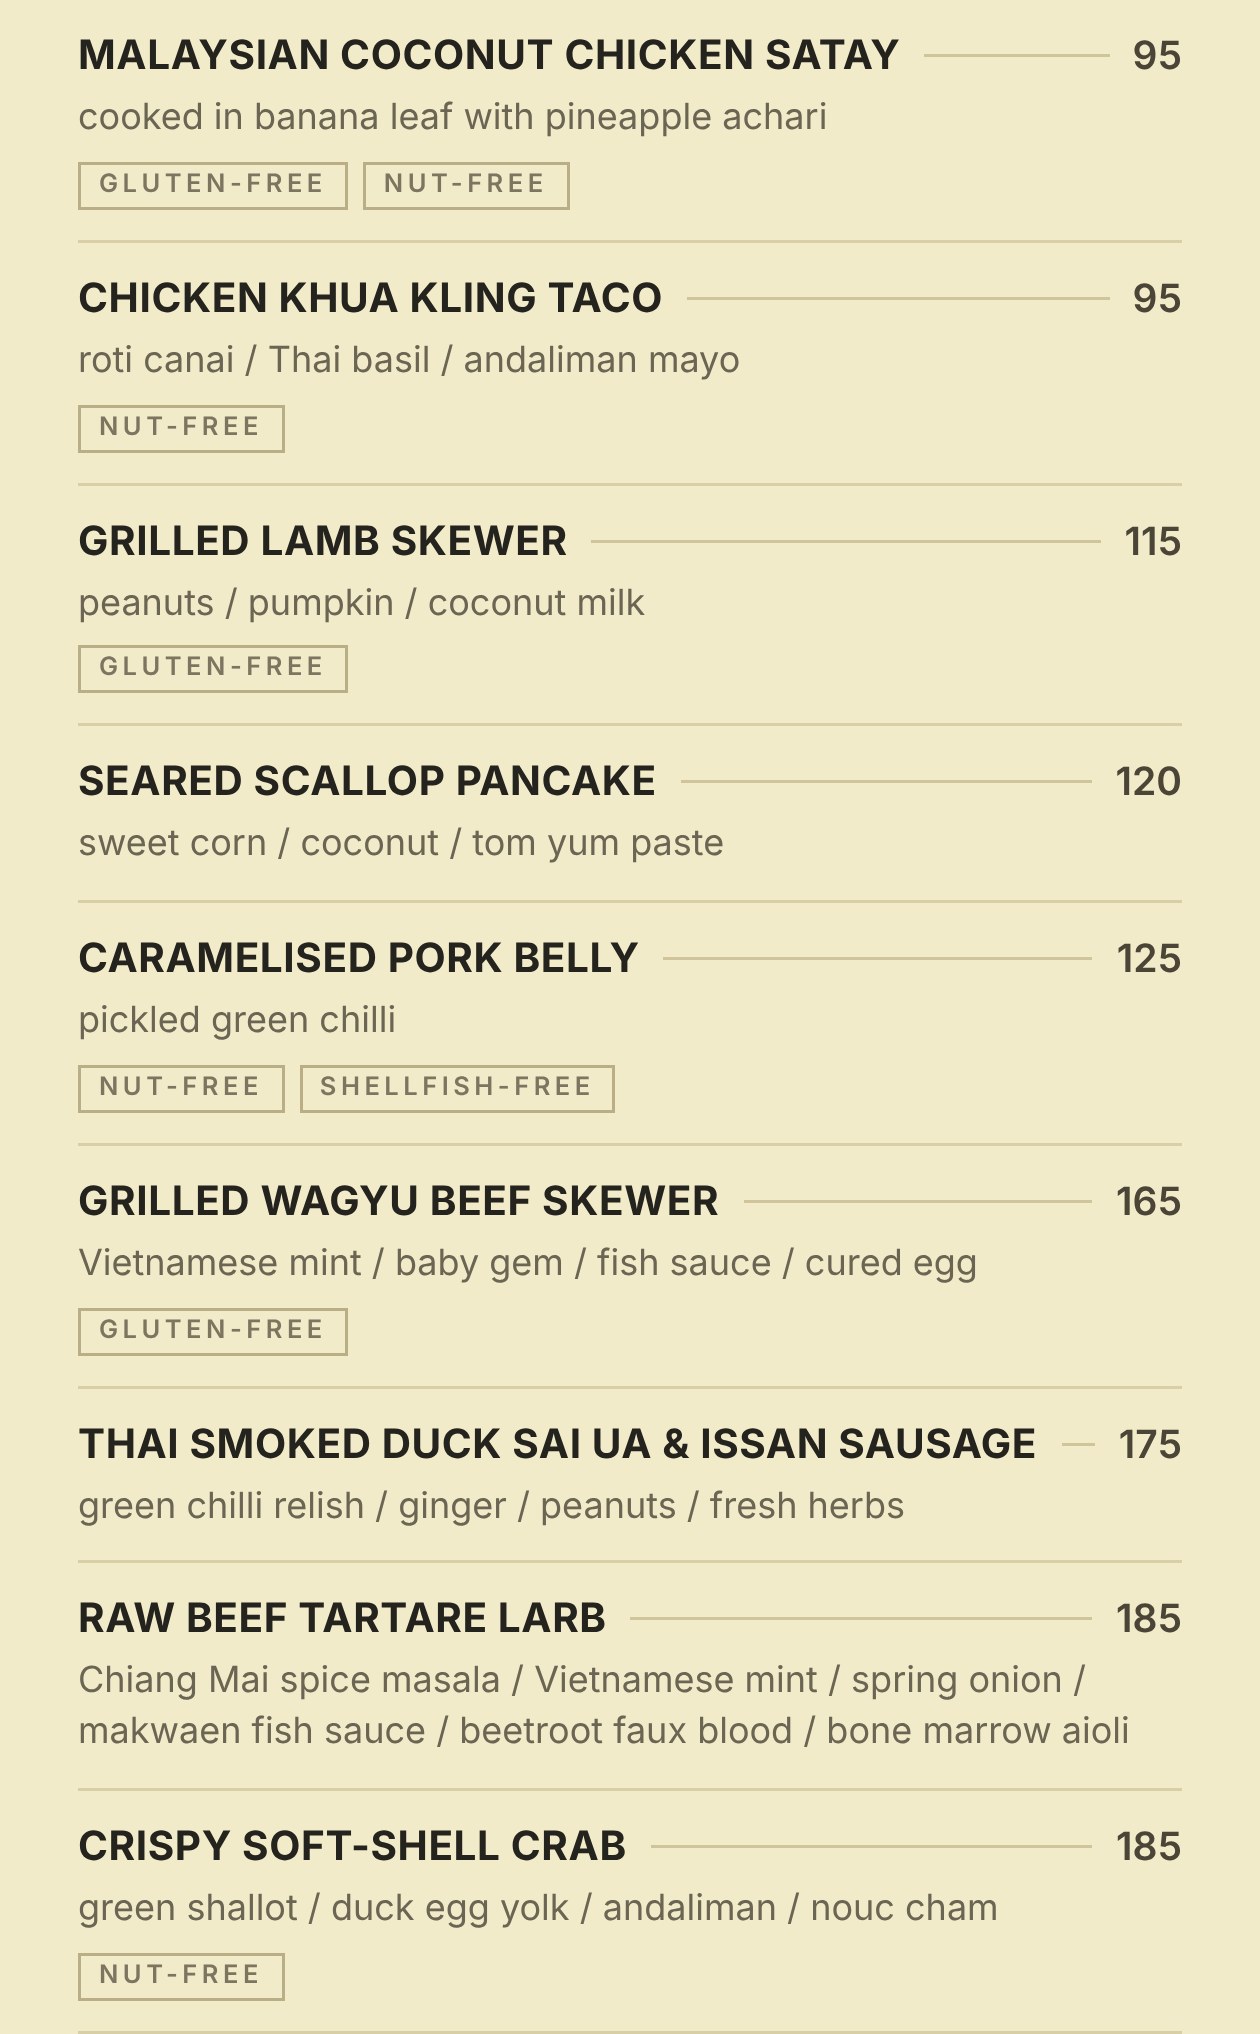 MALAYSIAN COCONUT CHICKEN SATAY 95
cooked in banana leaf with pineapple achari
GLUTEN-FREE NUT-FREE
CHICKEN KHUA KLING TACO 95
roti canai / Thai basil / andaliman mayo
NUT-FREE
GRILLED LAMB SKEWER 115
peanuts / pumpkin / coconut milk
GLUTEN-FREE
SEARED SCALLOP PANCAKE 120
sweet corn / coconut / tom yum paste
CARAMELISED PORK BELLY 125
pickled green chilli
NUT-FREE SHELLFISH-FREE
GRILLED WAGYU BEEF SKEWER 165
Vietnamese mint / baby gem / fish sauce / cured egg
GLUTEN-FREE
THAI SMOKED DUCK SAI UA & ISSAN SAUSAGE 175
green chilli relish / ginger / peanuts / fresh herbs
RAW BEEF TARTARE LARB 185
Chiang Mai spice masala / Vietnamese mint / spring onion /
makwaen fish sauce / beetroot faux blood / bone marrow aioli
CRISPY SOFT-SHELL CRAB 185
green shallot / duck egg yolk / andaliman / nouc cham
NUT-FREE